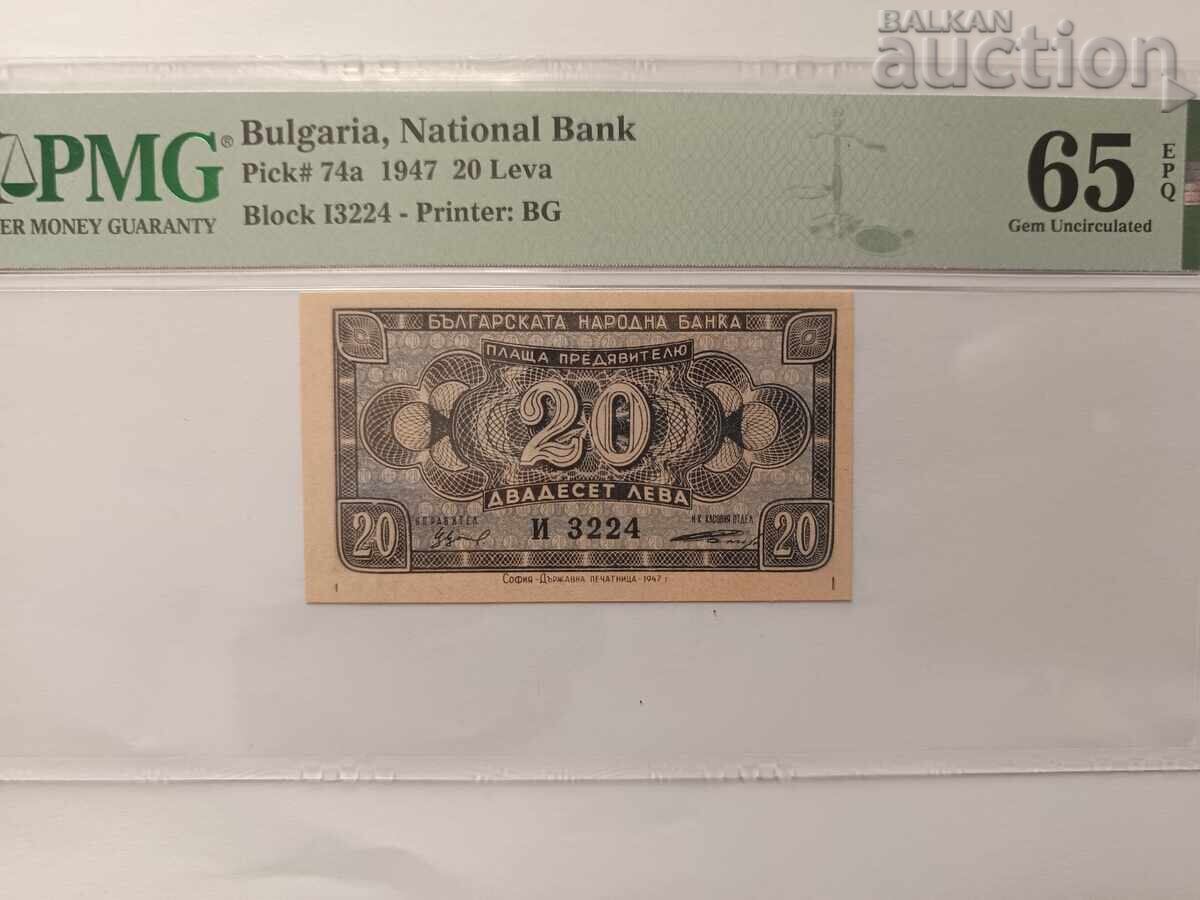 BALKAN
auction
PMG®
ER MONEY GUARANTY
Bulgaria, National Bank
Pick# 74a 1947 20 Leva
Block I3224 - Printer: BG
65
EPQ
Gem Uncirculated
БЪЛГАРСКАТА НАРОДНА БАНКА
ПЛАЩА ПРЕДЯВИТЕЛЮ
20
ДВАДЕСЕТ ЛЕВА
И 3224
20
20
СОФИЯ - ДЪРЖАВНА ПЕЧАТНИЦА - 1947 г.